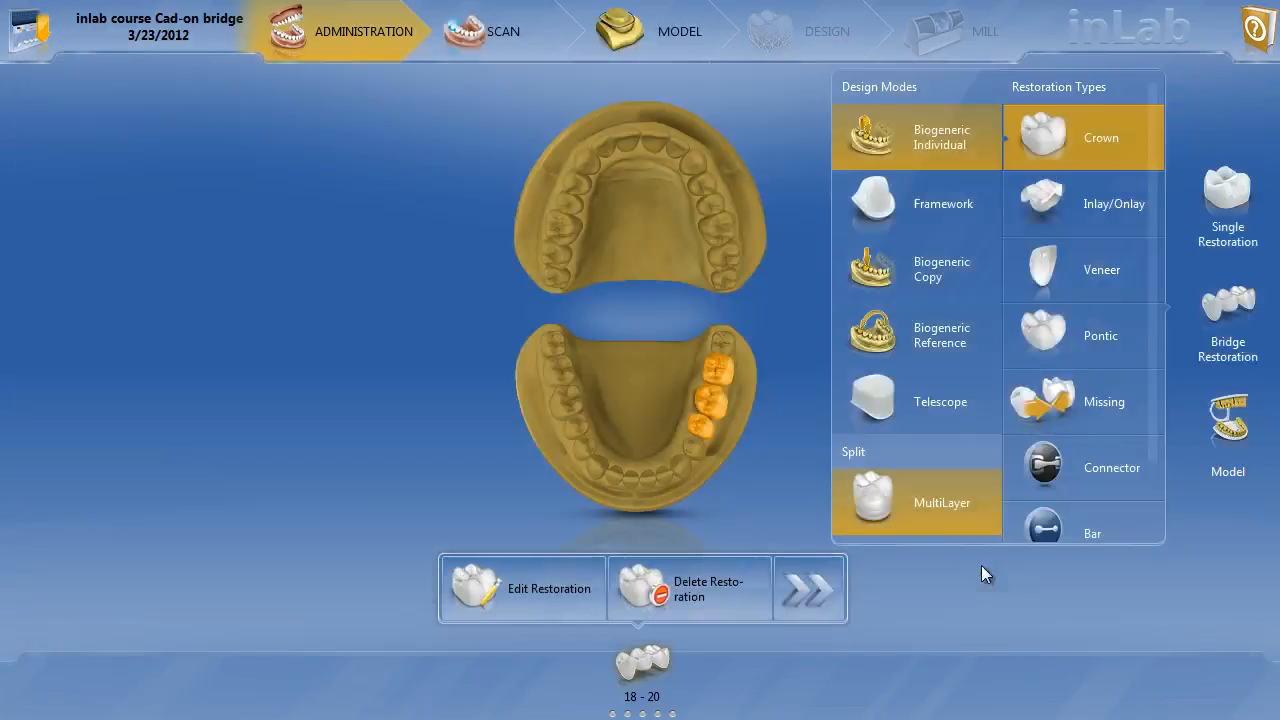 inlab course Cad-on bridge
3/23/2012
ADMINISTRATION
SCAN
MODEL
DESIGN
MILL
inLab
Design Modes
Restoration Types
Biogeneric
Individual
Crown
Framework
Inlay/Onlay
Biogeneric
Copy
Veneer
Biogeneric
Reference
Pontic
Telescope
Missing
Split
Connector
MultiLayer
Bar
Single
Restoration
Bridge
Restoration
Model
Edit Restoration
Delete Resto-
ration
18 - 20